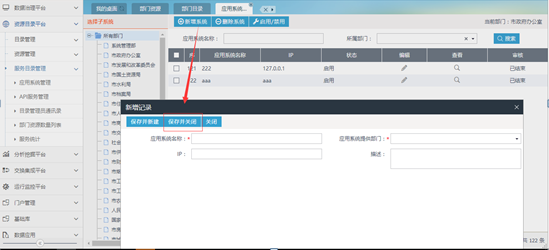 数据治理平台
资源目录平台
目录管理
资源管理
服务目录管理
应用系统管理
API服务管理
目录管理员通讯录
部门资源数据列表
服务统计
分析挖掘平台
交换集成平台
运行监控平台
门户管理
基础库
数据应用
我的桌面
部门资源
部门目录
应用系统...
选择子系统
所有部门
系统管理部
市政府办公室
市发展和改革委员会
市国土资源局
市水利局
市档案局
新增系统 删除系统 启用/禁用
当前部门：市政府办公室
应用系统名称： 所属部门： 搜索
应用系统名称 IP 状态 编辑 查看 审核
121 222 127.0.0.1 启用 已结束
122 aaa aaa 启用 已结束
新增记录
保存并新建 保存并关闭 关闭
应用系统名称：* 应用系统提供部门：*
IP： 描述：
共 122 条